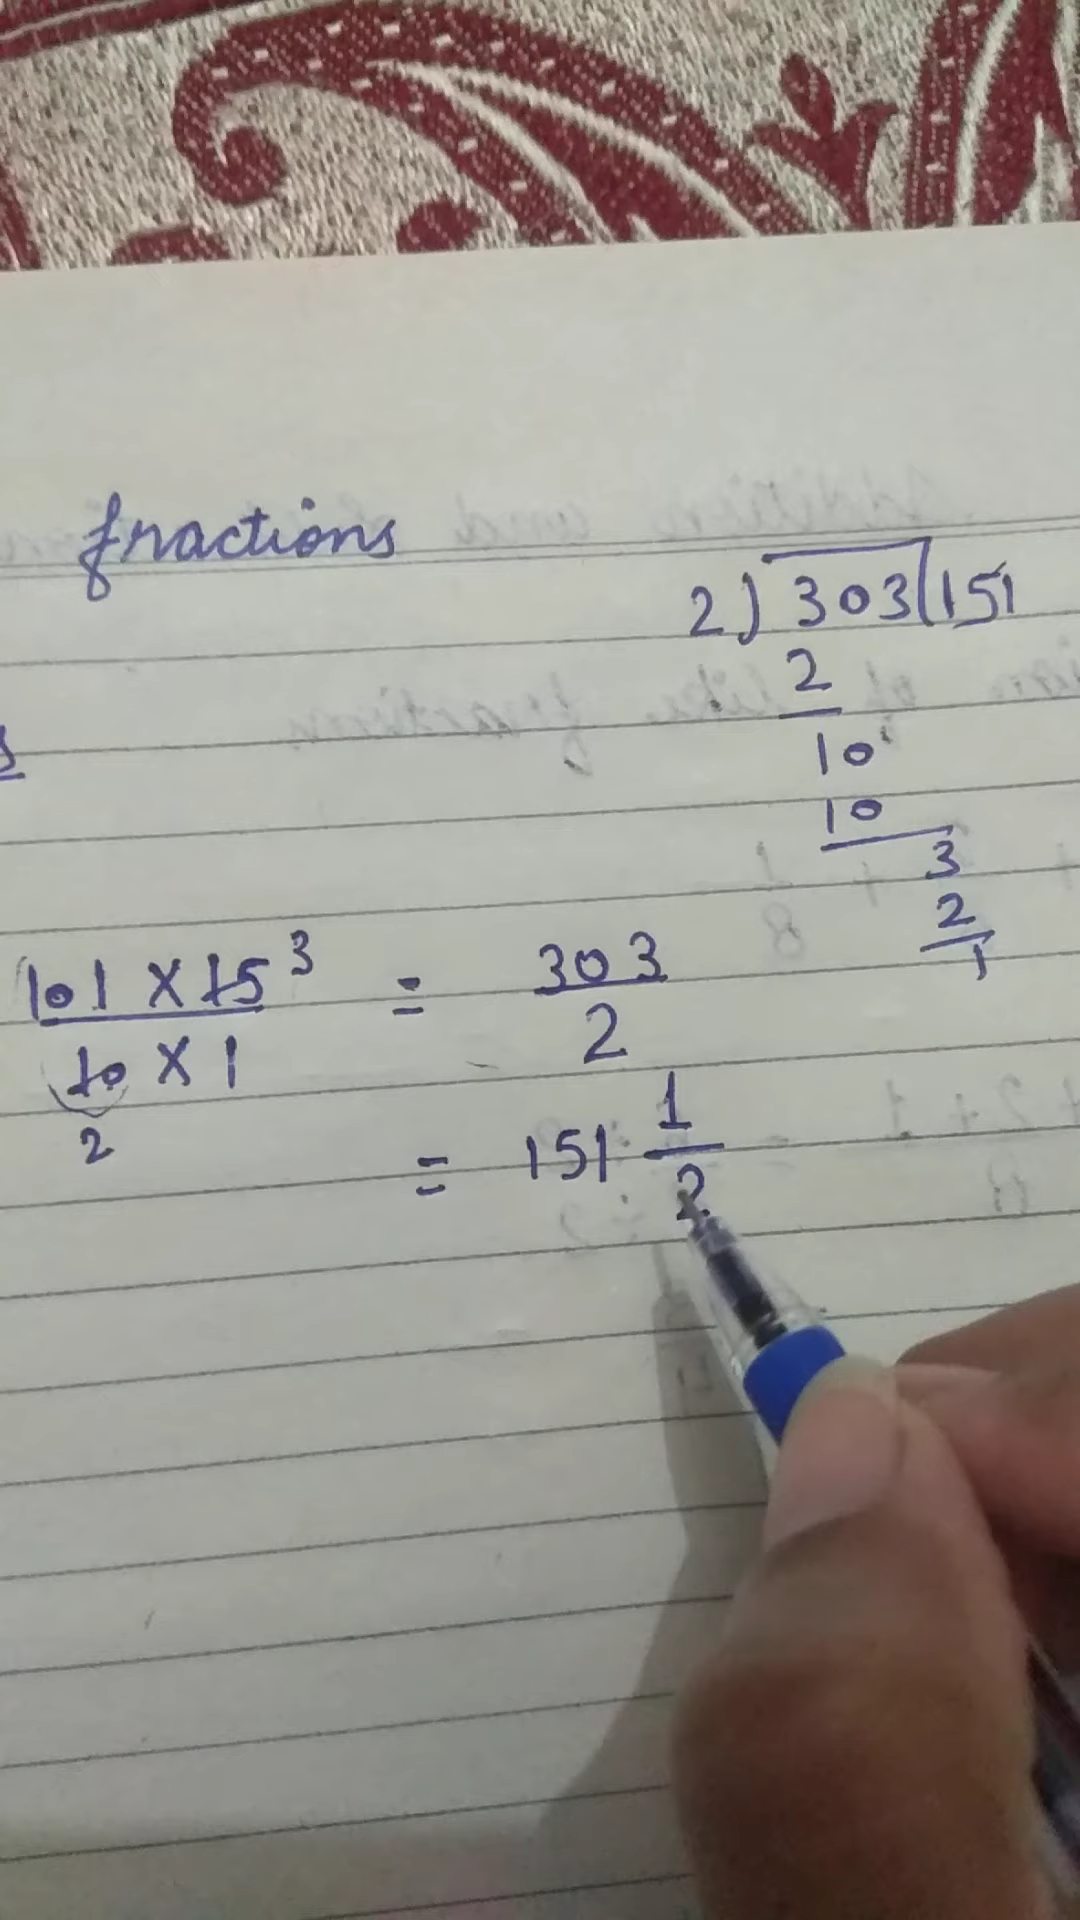 fractions
2) 303 (151
2
10
10
3
2
1
101 × 15 3 = 303
10 × 1 2
2
= 151 1
2